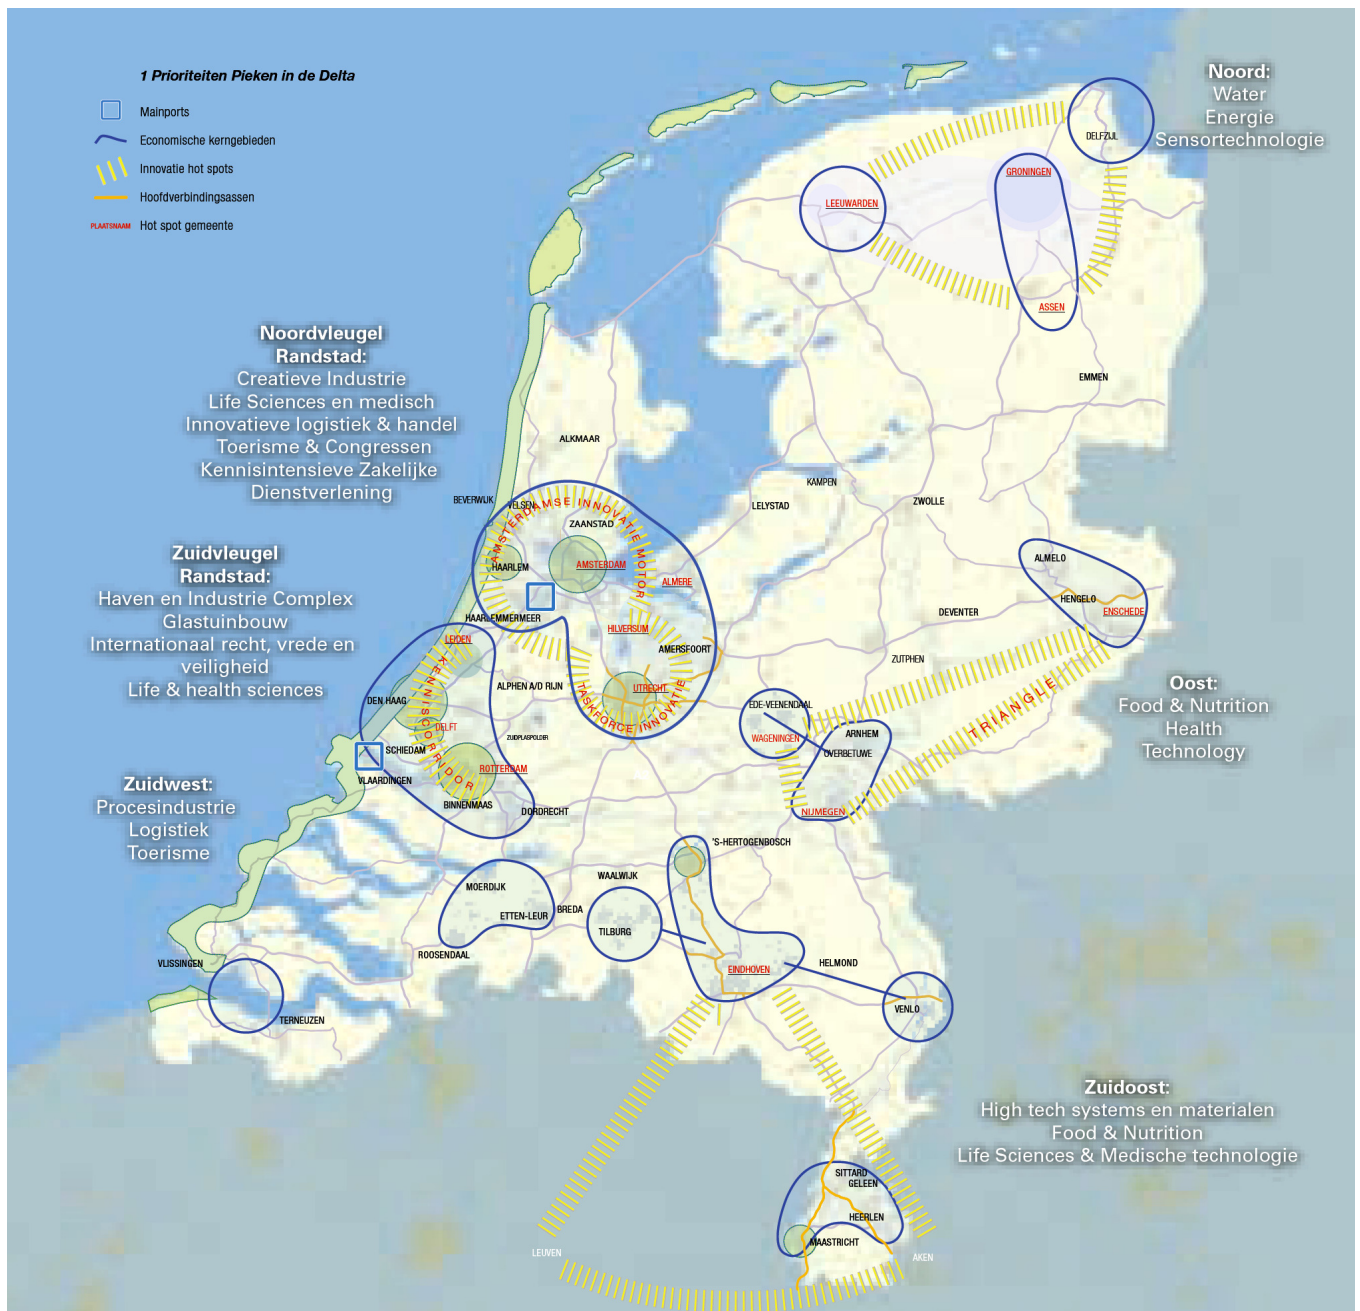 1 Prioriteiten Pieken in de Delta
Mainports
Economische kerngebieden
Innovatie hot spots
Hoofdverbindingsassen
PLAATSNAAM Hot spot gemeente
Noord:
Water
Energie
Sensortechnologie
DELFZIJL
GRONINGEN
LEEUWARDEN
ASSEN
EMMEN
Noordvleugel
Randstad:
Creatieve Industrie
Life Sciences en medisch
Innovatieve logistiek & handel
Toerisme & Congressen
Kennisintensieve Zakelijke
Dienstverlening
ALKMAAR
KAMPEN
BEVERWIJK
VELSEN
LELYSTAD
ZWOLLE
AMSTERDAMSE INNOVATIE MOTOR
ZAANSTAD
HAARLEM
AMSTERDAM
ALMERE
ALMELO
HENGELO
ENSCHEDE
DEVENTER
HAARLEMMERMEER
HILVERSUM
LEIDEN
AMERSFOORT
ZUTPHEN
Zuidvleugel
Randstad:
Haven en Industrie Complex
Glastuinbouw
Internationaal recht, vrede en
veiligheid
Life & health sciences
KENNISCORRIDOR
ALPHEN A/D RIJN
UTRECHT
TASKFORCE INNOVATIE
DEN HAAG
DELFT
EDE-VEENENDAAL
WAGENINGEN
ARNHEM
OVERBETUWE
TRIANGLE
Oost:
Food & Nutrition
Health
Technology
ZUIDPLASPOLDER
SCHIEDAM
VLAARDINGEN
ROTTERDAM
BINNENMAAS
DORDRECHT
NIJMEGEN
Zuidwest:
Procesindustrie
Logistiek
Toerisme
'S-HERTOGENBOSCH
WAALWIJK
MOERDIJK
ETTEN-LEUR
BREDA
TILBURG
ROOSENDAAL
VLISSINGEN
EINDHOVEN
HELMOND
VENLO
TERNEUZEN
Zuidoost:
High tech systems en materialen
Food & Nutrition
Life Sciences & Medische technologie
SITTARD
GELEEN
HEERLEN
MAASTRICHT
LEUVEN
AKEN